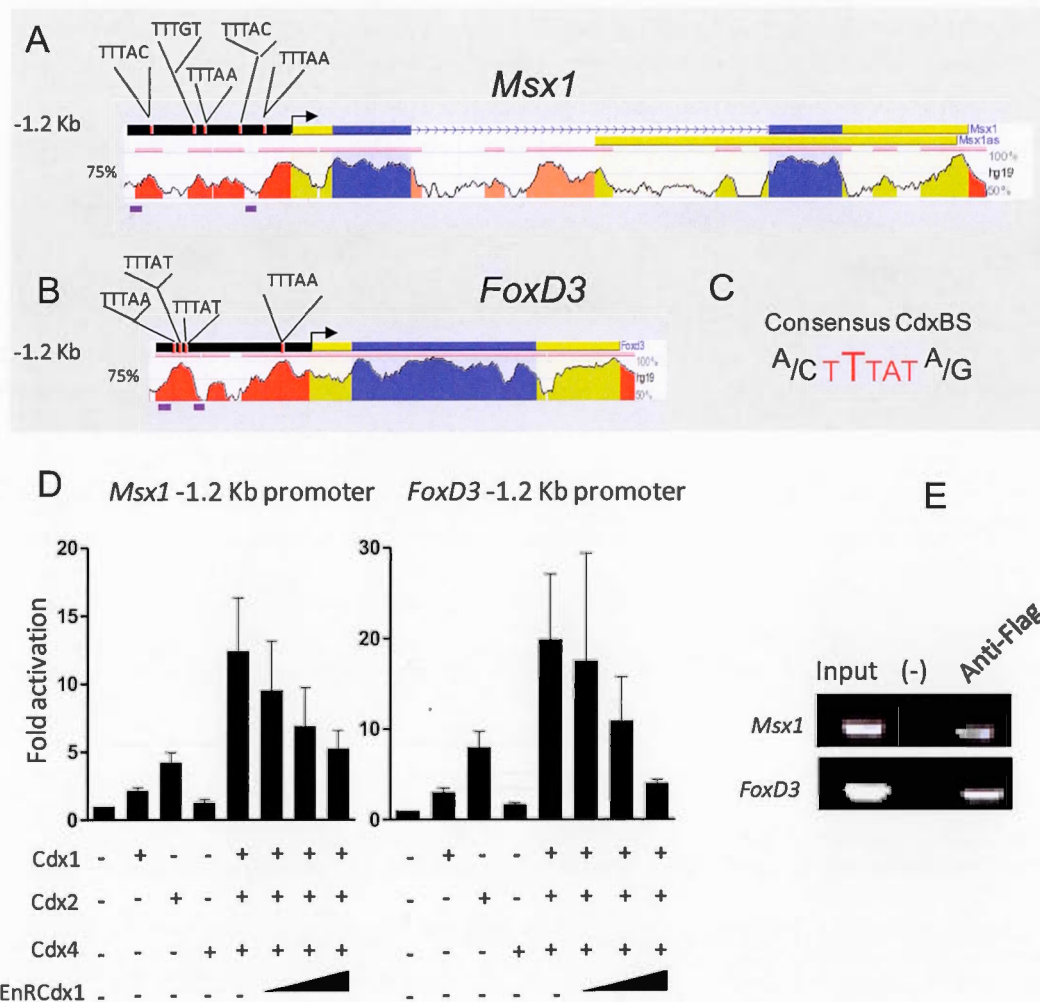 A
TTTAC
TTTGT
TTTAA
TTTAC
TTTAA
Msx1
-1.2 Kb
Msx1
Msx1as
75%
100%
hg19
50%
B
TTTAA
TTTAT
TTTAT
TTTAA
FoxD3
-1.2 Kb
Foxd3
75%
100%
hg19
50%
C
Consensus CdxBS
A/C TTTAT A/G
D
Msx1 -1.2 Kb promoter
FoxD3 -1.2 Kb promoter
Fold activation
20
15
10
5
0
30
20
10
0
Cdx1 - + - - + + + + - + - - + + + +
Cdx2 - - + - + + + + - - + - + + + +
Cdx4 - - - + + + + + - - - + + + + +
EnRCdx1 - - - - - - - - - -
E
Input (-) Anti-Flag
Msx1
FoxD3